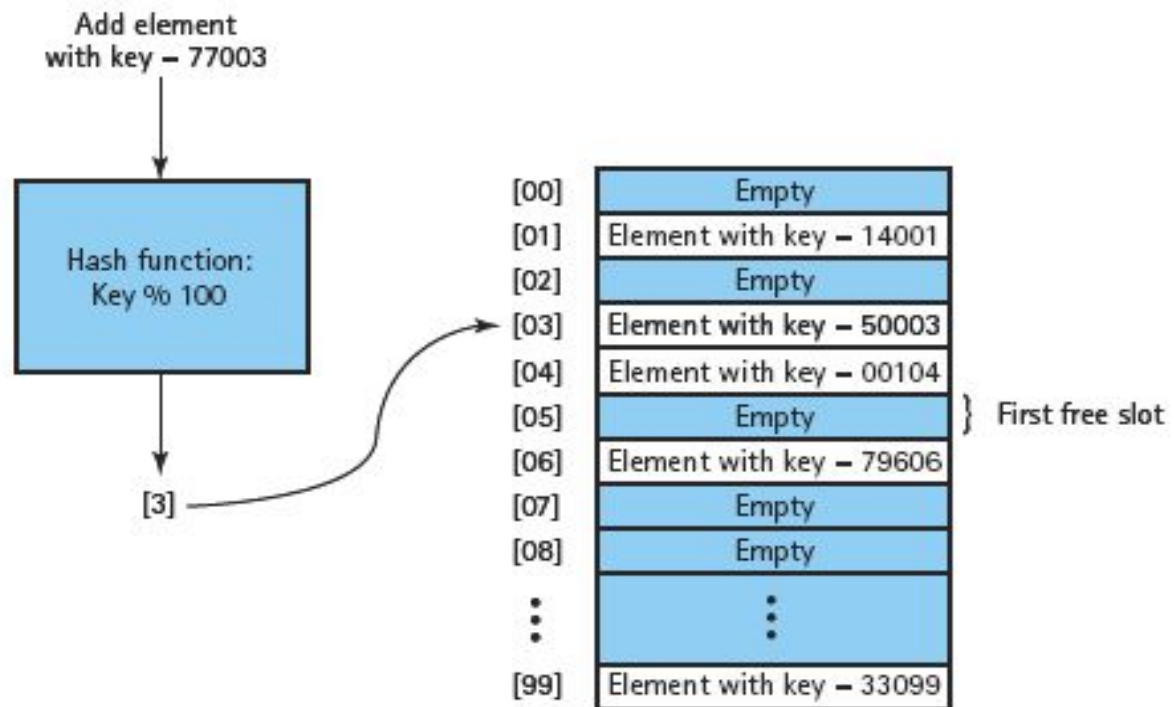 Add element
with key – 77003
Hash function:
Key % 100
[3]
[00] Empty
[01] Element with key – 14001
[02] Empty
[03] Element with key – 50003
[04] Element with key – 00104
[05] Empty } First free slot
[06] Element with key – 79606
[07] Empty
[08] Empty
[99] Element with key – 33099